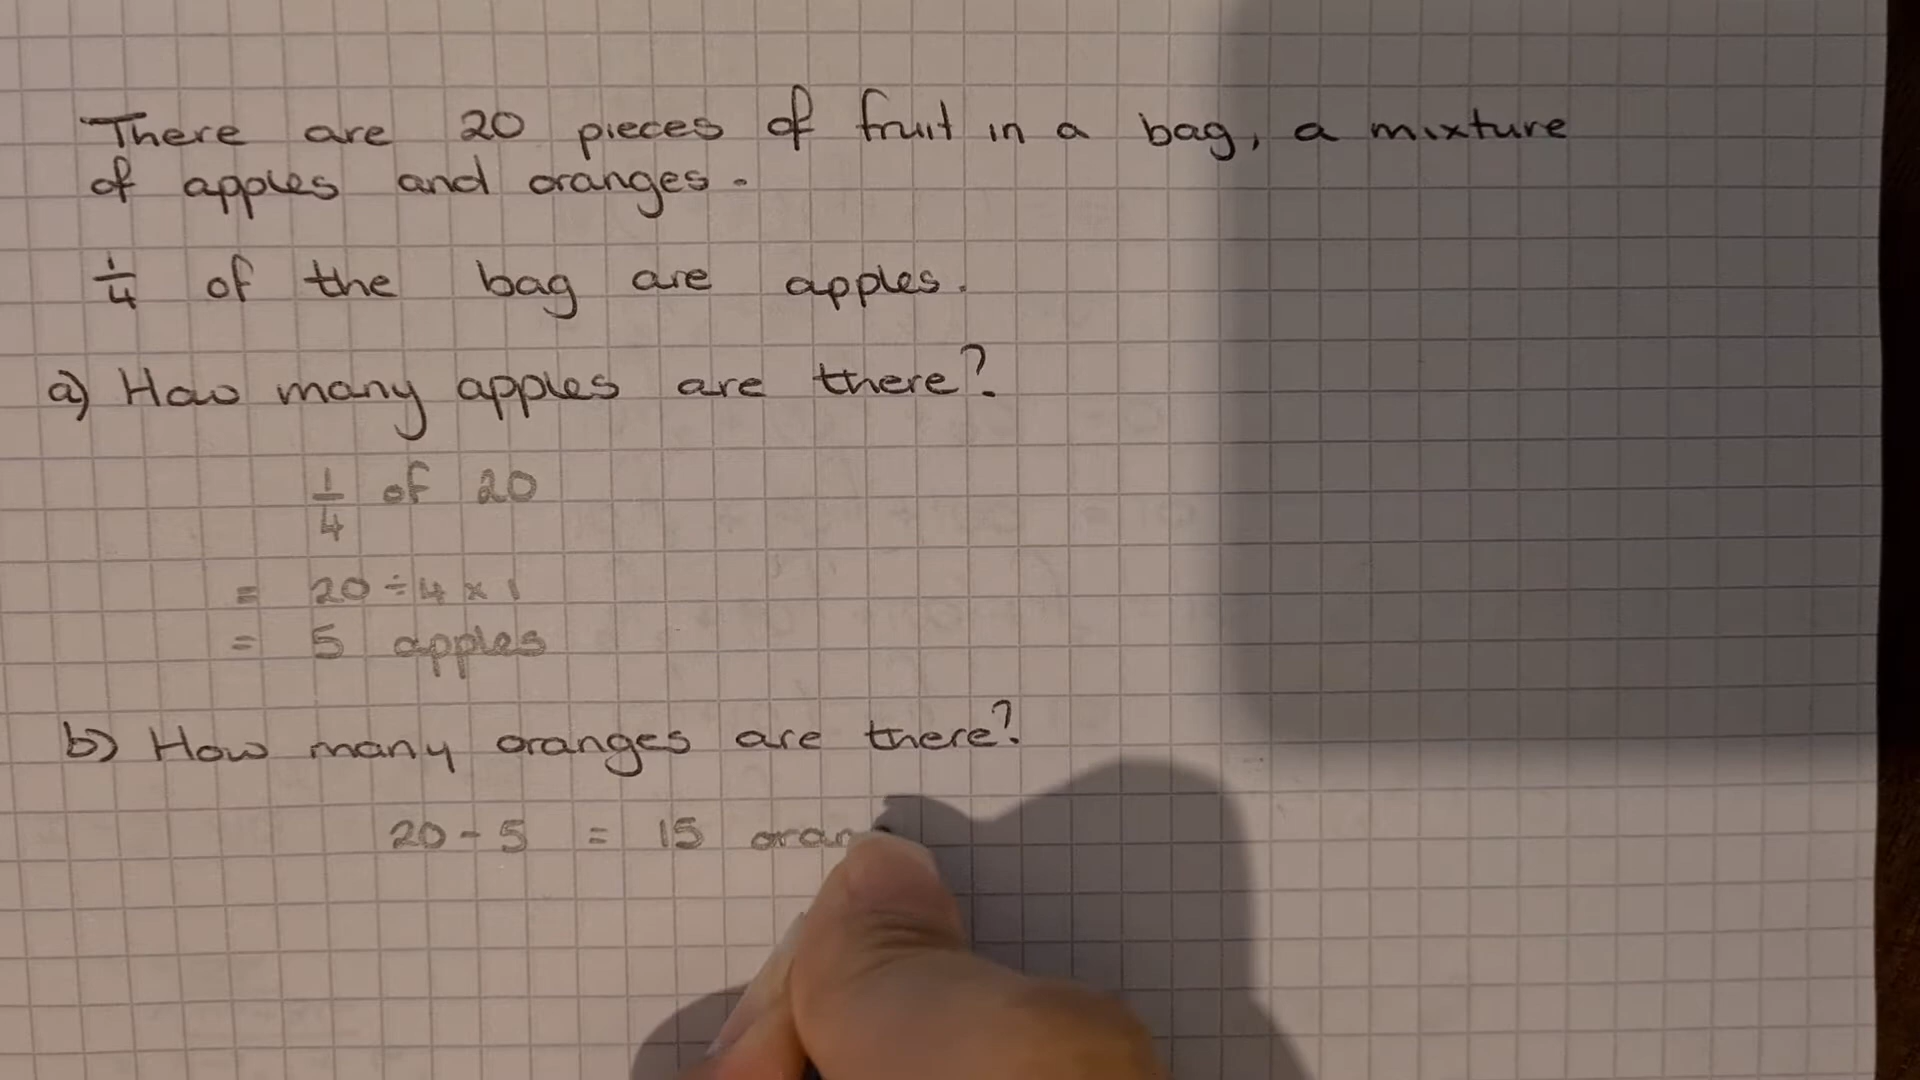 There are 20 pieces of fruit in a bag, a mixture
of apples and oranges.
1/4 of the bag are apples.
a) How many apples are there?
1/4 of 20
= 20 ÷ 4 × 1
= 5 apples
b) How many oranges are there?
20 - 5 = 15 oran